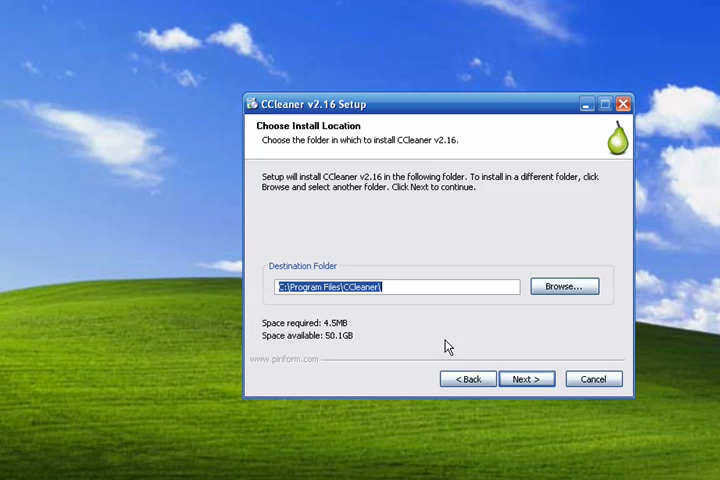 CCleaner v2.16 Setup
Choose Install Location
Choose the folder in which to install CCleaner v2.16.
Setup will install CCleaner v2.16 in the following folder. To install in a different folder, click
Browse and select another folder. Click Next to continue.
Destination Folder
C:\Program Files\CCleaner\
Browse...
Space required: 4.5MB
Space available: 50.1GB
www.piriform.com
< Back
Next >
Cancel